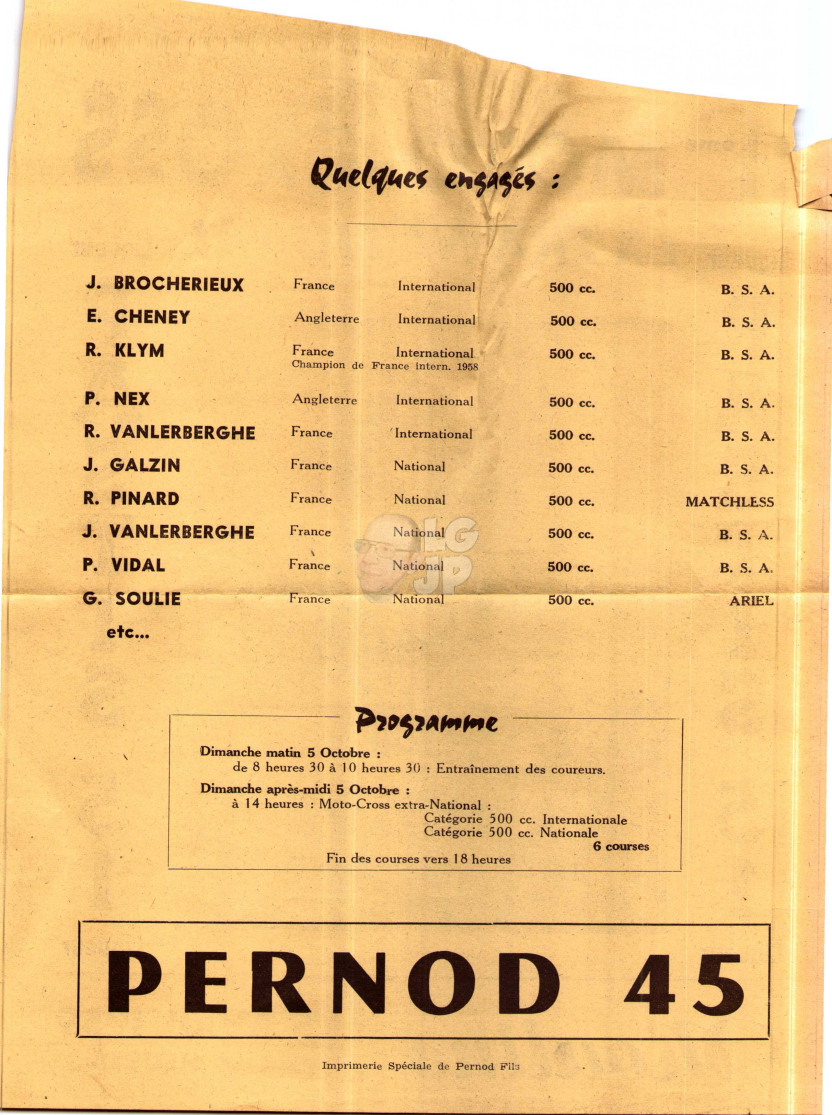 Quelques engagés :
J. BROCHERIEUX France International 500 cc. B. S. A.
E. CHENEY Angleterre International 500 cc. B. S. A.
R. KLYM France International 500 cc. B. S. A.
Champion de France intern. 1958
P. NEX Angleterre International 500 cc. B. S. A.
R. VANLERBERGHE France International 500 cc. B. S. A.
J. GALZIN France National 500 cc. B. S. A.
R. PINARD France National 500 cc. MATCHLESS
J. VANLERBERGHE France National 500 cc. B. S. A.
P. VIDAL France National 500 cc. B. S. A.
G. SOULIE France National 500 cc. ARIEL
etc...
LG
JP
Programme
Dimanche matin 5 Octobre :
de 8 heures 30 à 10 heures 30 : Entraînement des coureurs.
Dimanche après-midi 5 Octobre :
à 14 heures : Moto-Cross extra-National :
Catégorie 500 cc. Internationale
Catégorie 500 cc. Nationale
6 courses
Fin des courses vers 18 heures
PERNOD 45
Imprimerie Spéciale de Pernod Fils